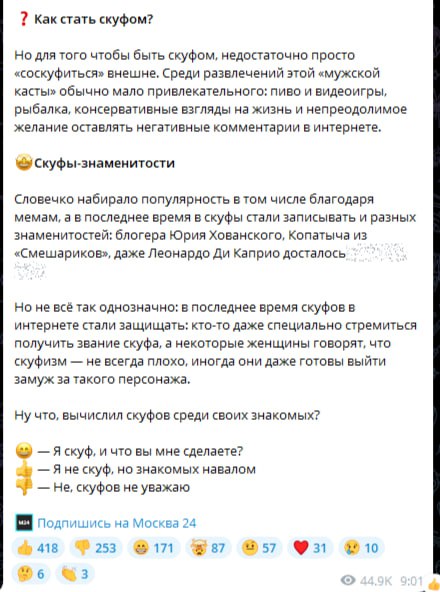 ❓ Как стать скуфом?
Но для того чтобы быть скуфом, недостаточно просто
«соскуфиться» внешне. Среди развлечений этой «мужской
касты» обычно мало привлекательного: пиво и видеоигры,
рыбалка, консервативные взгляды на жизнь и непреодолимое
желание оставлять негативные комментарии в интернете.
🤩Скуфы-знаменитости
Словечко набирало популярность в том числе благодаря
мемам, а в последнее время в скуфы стали записывать и разных
знаменитостей: блогера Юрия Хованского, Копатыча из
«Смешариков», даже Леонардо Ди Каприо досталось
Но не всё так однозначно: в последнее время скуфов в
интернете стали защищать: кто-то даже специально стремиться
получить звание скуфа, а некоторые женщины говорят, что
скуфизм — не всегда плохо, иногда они даже готовы выйти
замуж за такого персонажа.
Ну что, вычислил скуфов среди своих знакомых?
😁 — Я скуф, и что вы мне сделаете?
👍 — Я не скуф, но знакомых навалом
👎 — Не, скуфов не уважаю
М24 Подпишись на Москва 24
👍 418 👎 253 😁 171 🤯 87 🤨 57 ❤ 31 😢 10
🤔 6 👏 3
44.9K 9:01